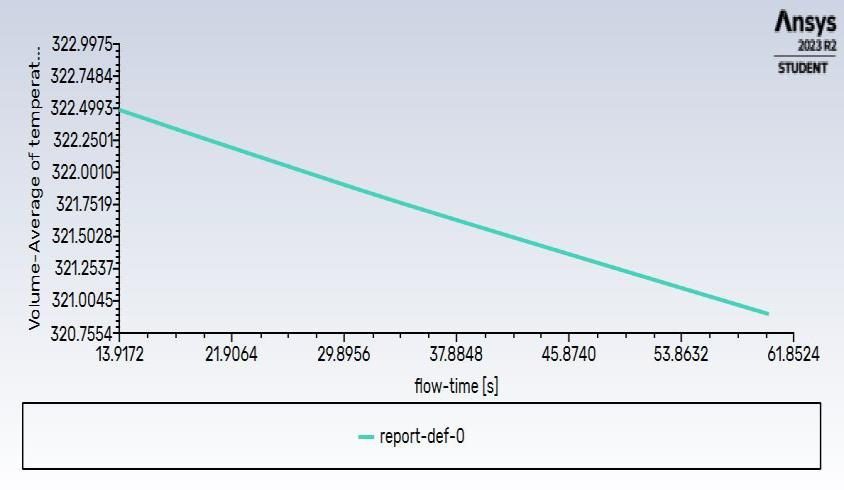 Ansys
2023 R2
STUDENT
Volume-Average of temperat...
322.9975
322.7484
322.4993
322.2501
322.0010
321.7519
321.5028
321.2537
321.0045
320.7554
13.9172 21.9064 29.8956 37.8848 45.8740 53.8632 61.8524
flow-time [s]
report-def-0